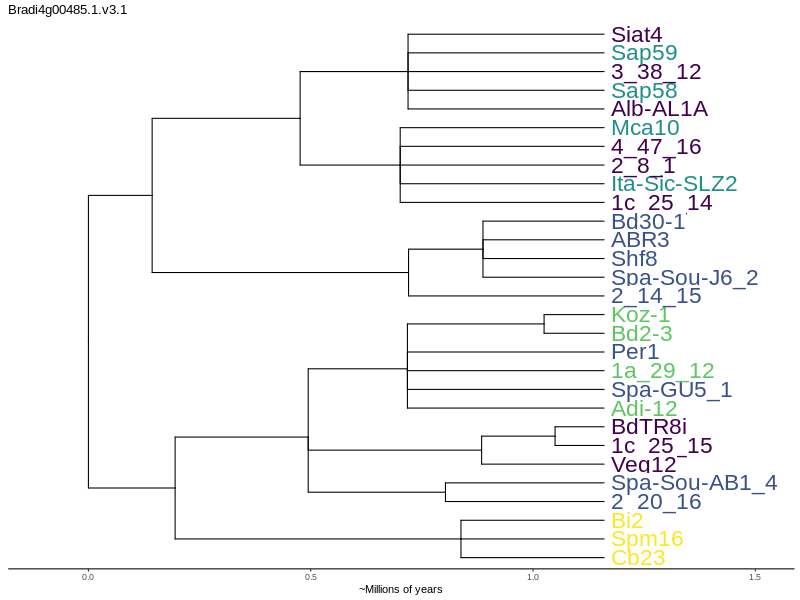 Bradi4g00485.1.v3.1
Siat4
Sap59
3_38_12
Sap58
Alb-AL1A
Mca10
4_47_16
2_8_1
Ita-Sic-SLZ2
1c_25_14
Bd30-1
ABR3
Shf8
Spa-Sou-J6_2
2_14_15
Koz-1
Bd2-3
Per1
1a_29_12
Spa-GU5_1
Adi-12
BdTR8i
1c_25_15
Veg12
Spa-Sou-AB1_4
2_20_16
Bi2
Spm16
Cb23
0.0 0.5 1.0 1.5
~Millions of years